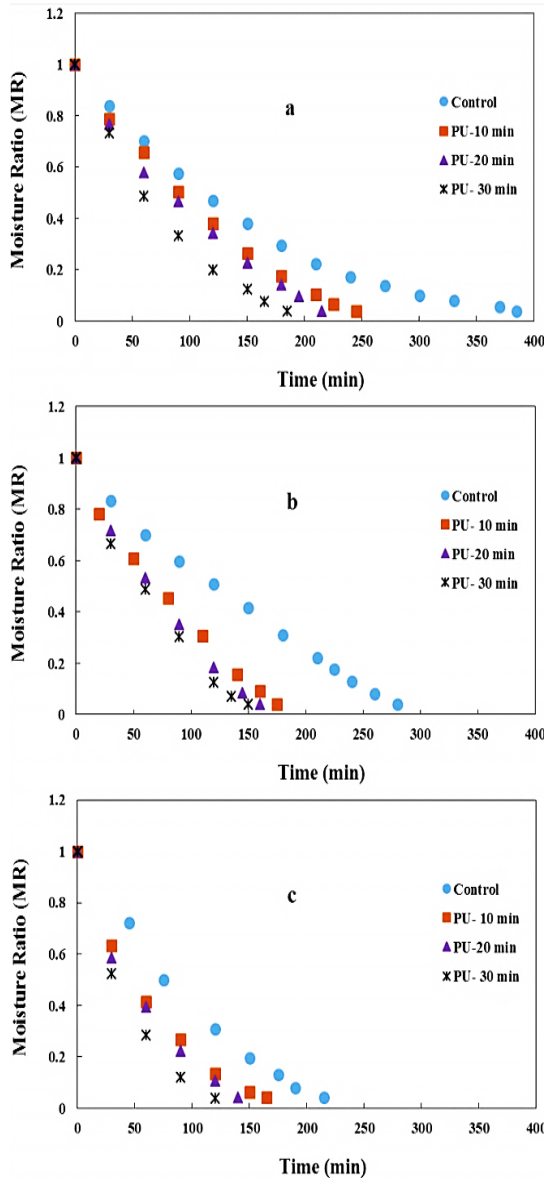 1.2
1
0.8
0.6
0.4
0.2
0
Moisture Ratio (MR)
a
Control
PU-10 min
PU-20 min
PU- 30 min
0 50 100 150 200 250 300 350 400
Time (min)
1.2
1
0.8
0.6
0.4
0.2
0
Moisture Ratio (MR)
b
Control
PU- 10 min
PU-20 min
PU- 30 min
0 50 100 150 200 250 300 350 400
Time (min)
1.2
1
0.8
0.6
0.4
0.2
0
Moisture Ratio (MR)
c
Control
PU- 10 min
PU-20 min
PU- 30 min
0 50 100 150 200 250 300 350 400
Time (min)